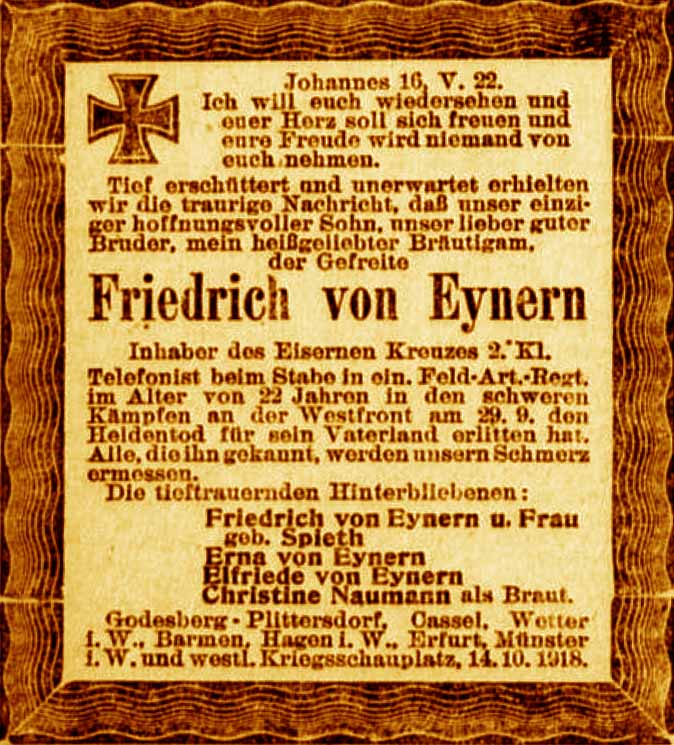 Johannes 16, V. 22.
Ich will euch wiedersehen und
euer Herz soll sich freuen und
eure Freude wird niemand von
euch nehmen.
Tief erschüttert und unerwartet erhielten
wir die traurige Nachricht, daß unser einzi-
ger hoffnungsvoller Sohn, unser lieber guter
Bruder, mein heißgeliebter Bräutigam,
der Gefreite
Friedrich von Eynern
Inhaber des Eisernen Kreuzes 2. Kl.
Telefonist beim Stabe in ein. Feld-Art.-Regt.
im Alter von 22 Jahren in den schweren
Kämpfen an der Westfront am 29. 9. den
Heldentod für sein Vaterland erlitten hat.
Alle, die ihn gekannt, werden unsern Schmerz
ermessen.
Die tieftrauernden Hinterbliebenen:
Friedrich von Eynern u. Frau
geb. Spieth
Erna von Eynern
Elfriede von Eynern
Christine Naumann als Braut.
Godesberg-Plittersdorf, Cassel, Wetter
i. W., Barmen, Hagen i. W., Erfurt, Münster
i. W. und westl. Kriegsschauplatz, 14. 10. 1918.